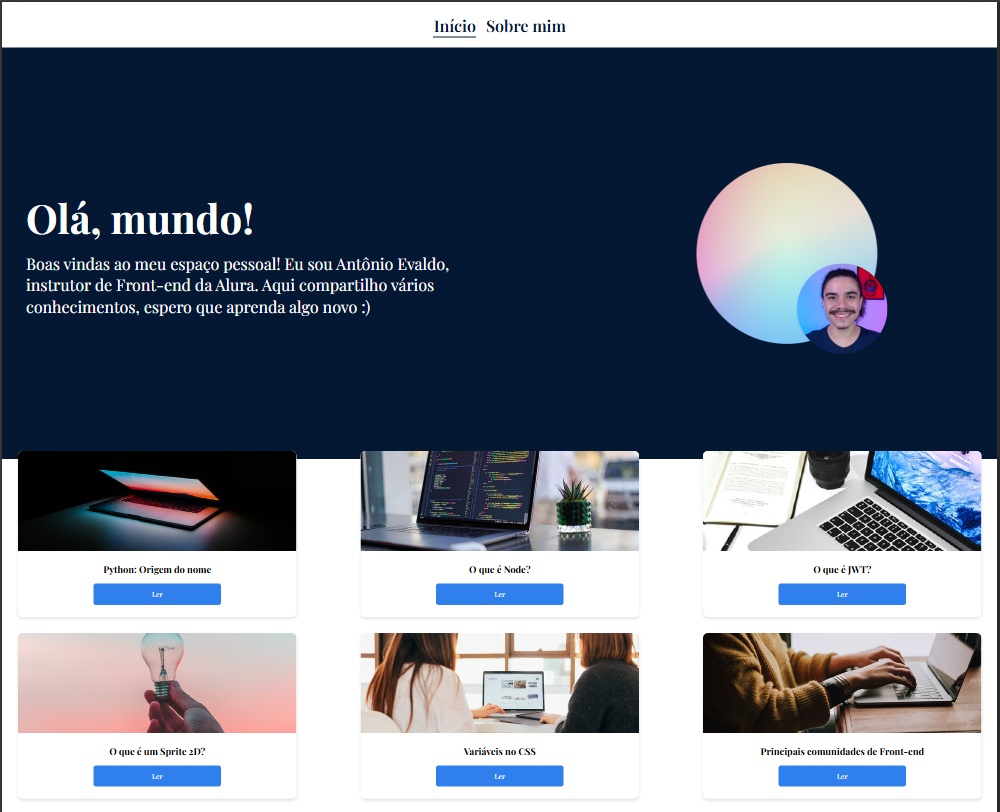 Início Sobre mim
Olá, mundo!
Boas vindas ao meu espaço pessoal! Eu sou Antônio Evaldo,
instrutor de Front-end da Alura. Aqui compartilho vários
conhecimentos, espero que aprenda algo novo :)
Python: Origem do nome
Ler
O que é Node?
Ler
O que é JWT?
Ler
O que é um Sprite 2D?
Ler
Variáveis no CSS
Ler
Principais comunidades de Front-end
Ler